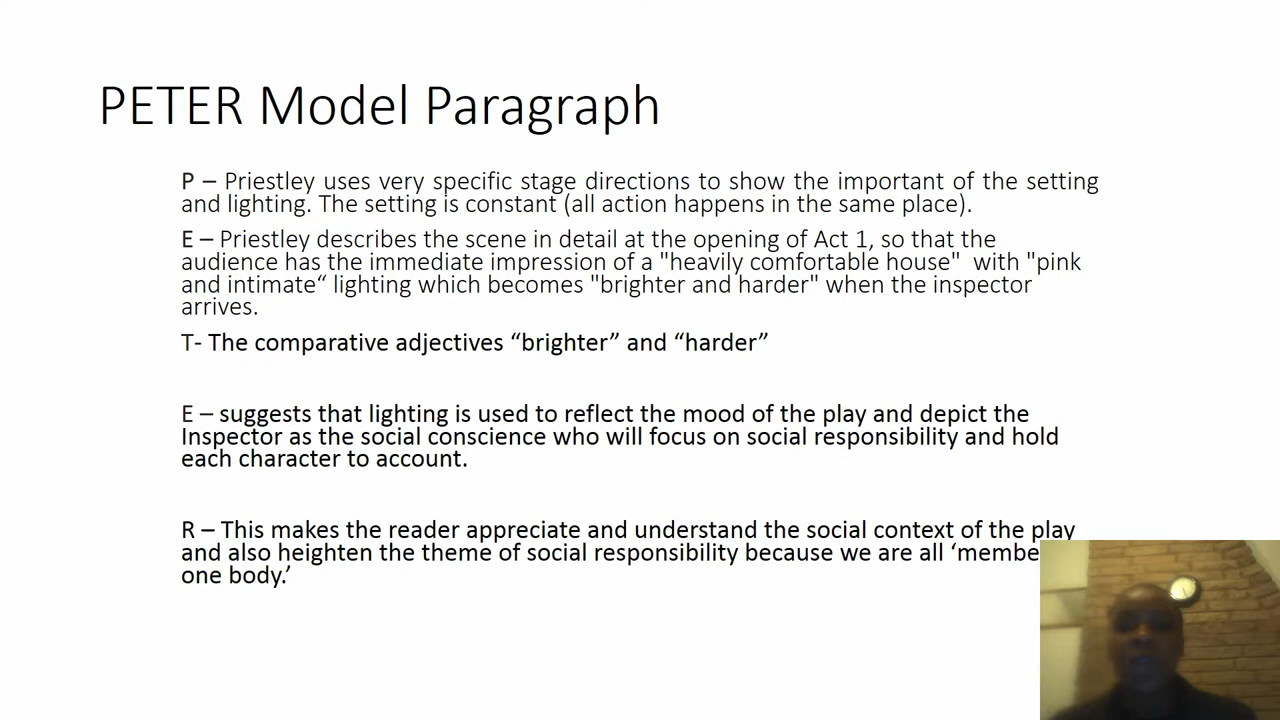 PETER Model Paragraph
P – Priestley uses very specific stage directions to show the important of the setting
and lighting. The setting is constant (all action happens in the same place).
E – Priestley describes the scene in detail at the opening of Act 1, so that the
audience has the immediate impression of a "heavily comfortable house"  with "pink
and intimate“ lighting which becomes "brighter and harder" when the inspector
arrives.
T- The comparative adjectives “brighter” and “harder”
E – suggests that lighting is used to reflect the mood of the play and depict the
Inspector as the social conscience who will focus on social responsibility and hold
each character to account.
R – This makes the reader appreciate and understand the social context of the play
and also heighten the theme of social responsibility because we are all
one body.’